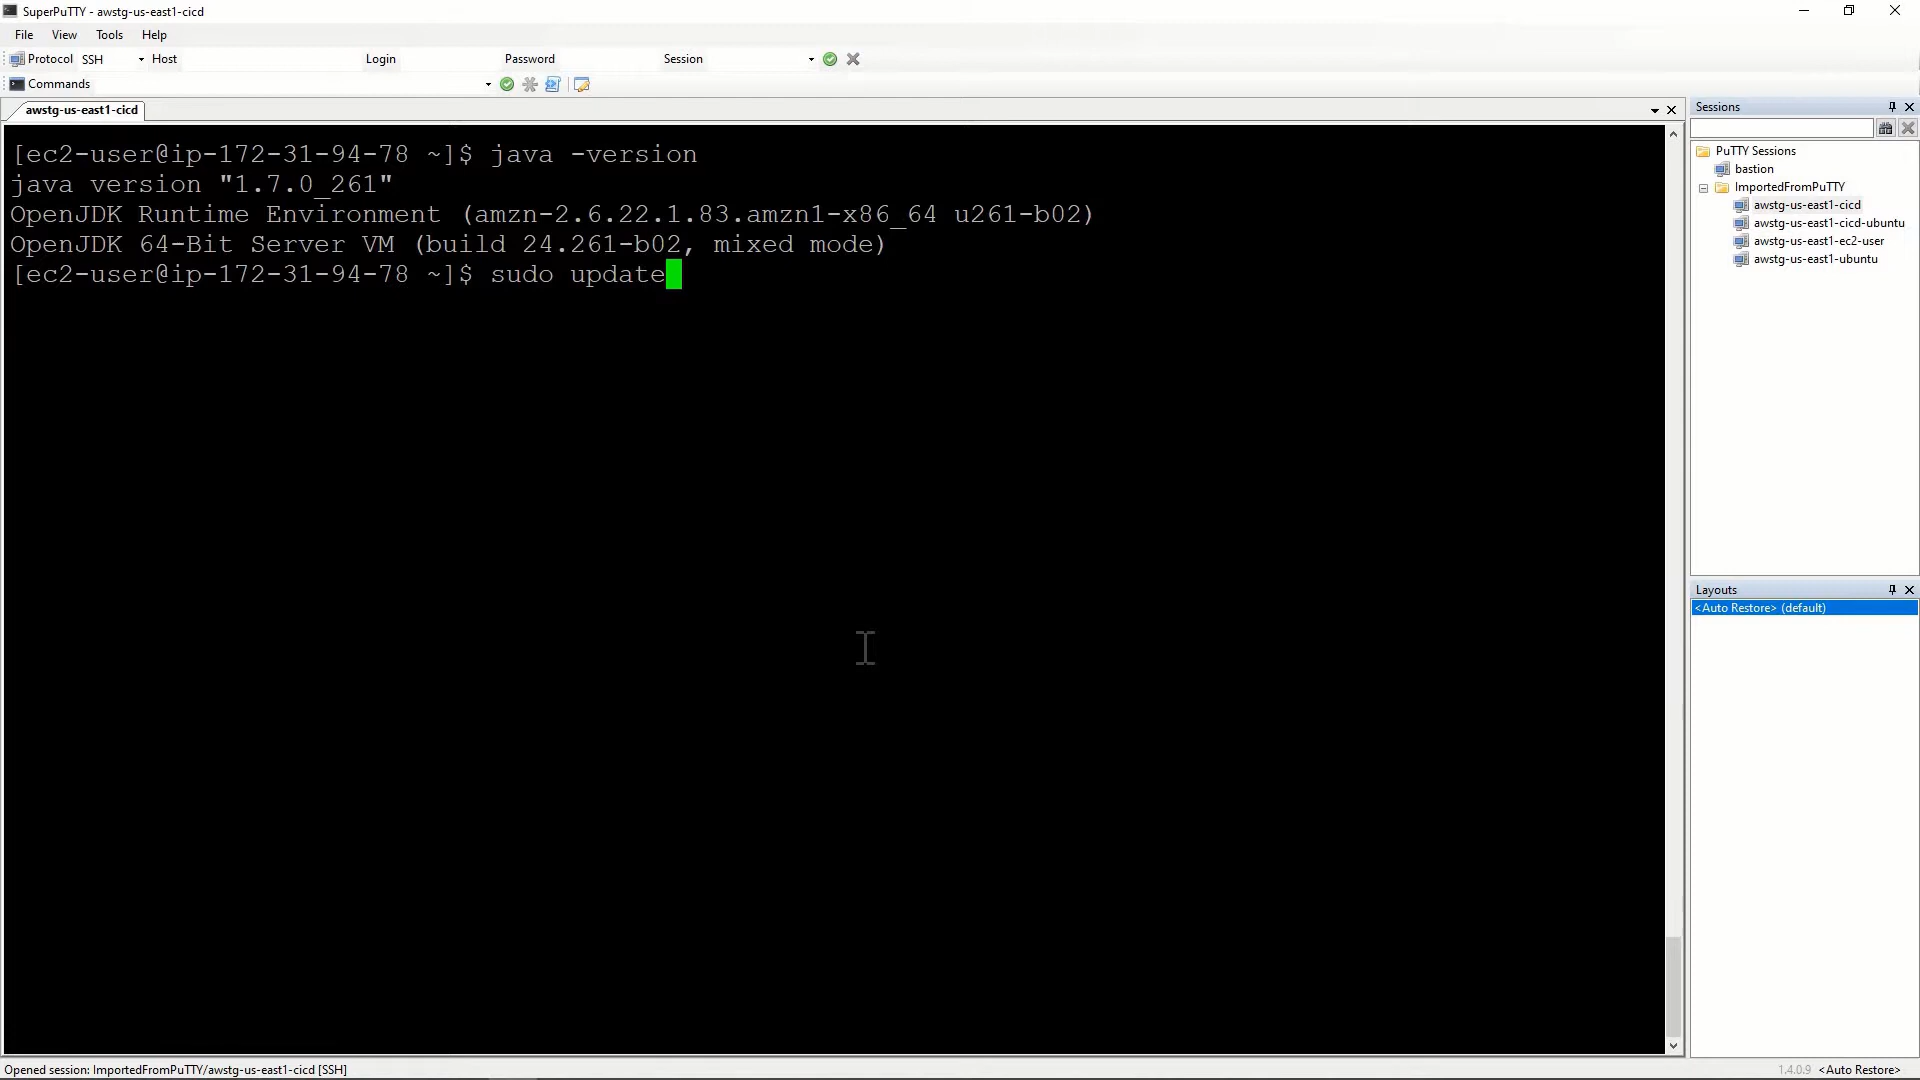 SuperPuTTY - awstg-us-east1-cicd
File View Tools Help
Protocol SSH Host Login Password Session
Commands
awstg-us-east1-cicd
[ec2-user@ip-172-31-94-78 ~]$ java -version
java version "1.7.0_261"
OpenJDK Runtime Environment (amzn-2.6.22.1.83.amzn1-x86_64 u261-b02)
OpenJDK 64-Bit Server VM (build 24.261-b02, mixed mode)
[ec2-user@ip-172-31-94-78 ~]$ sudo update
Sessions
PuTTY Sessions
bastion
ImportedFromPuTTY
awstg-us-east1-cicd
awstg-us-east1-cicd-ubuntu
awstg-us-east1-ec2-user
awstg-us-east1-ubuntu
Layouts
<Auto Restore> (default)
Opened session: ImportedFromPuTTY/awstg-us-east1-cicd [SSH]
1.4.0.9 <Auto Restore>